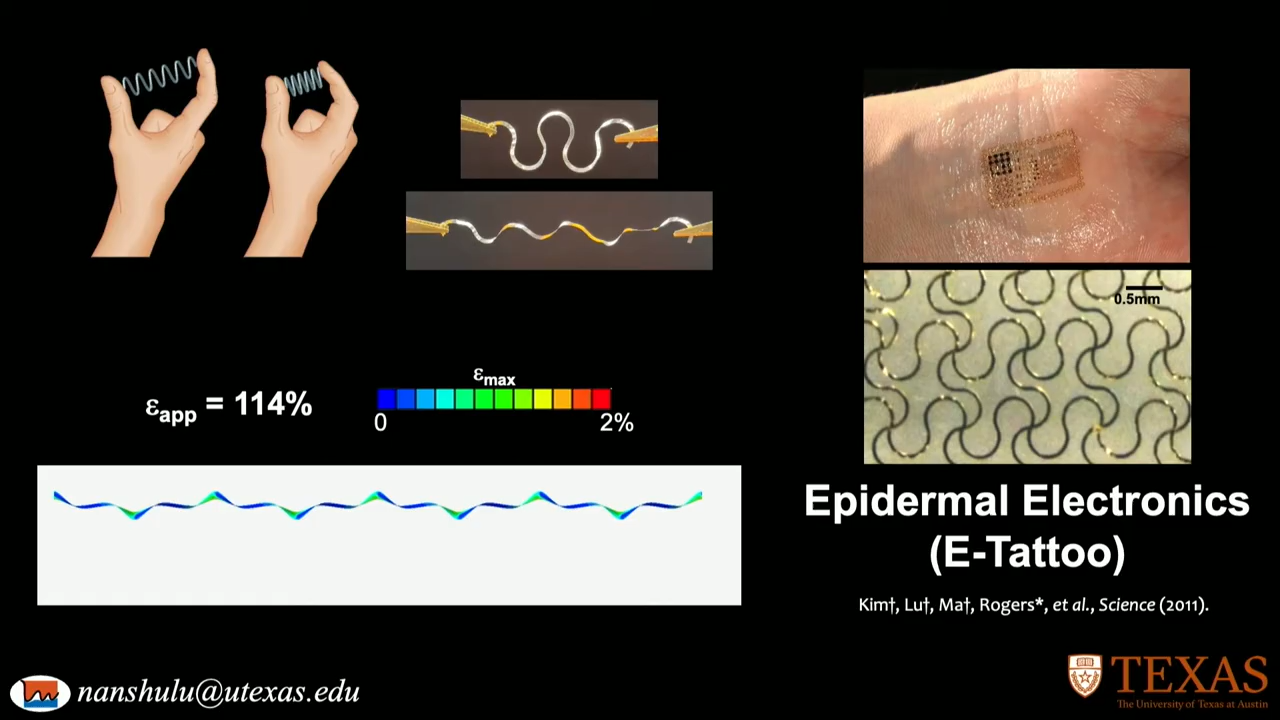 0.5mm
εapp = 114%
εmax
0
2%
Epidermal Electronics
(E-Tattoo)
Kim†, Lu†, Ma†, Rogers*, et al., Science (2011).
nanshulu@utexas.edu
TEXAS
The University of Texas at Austin